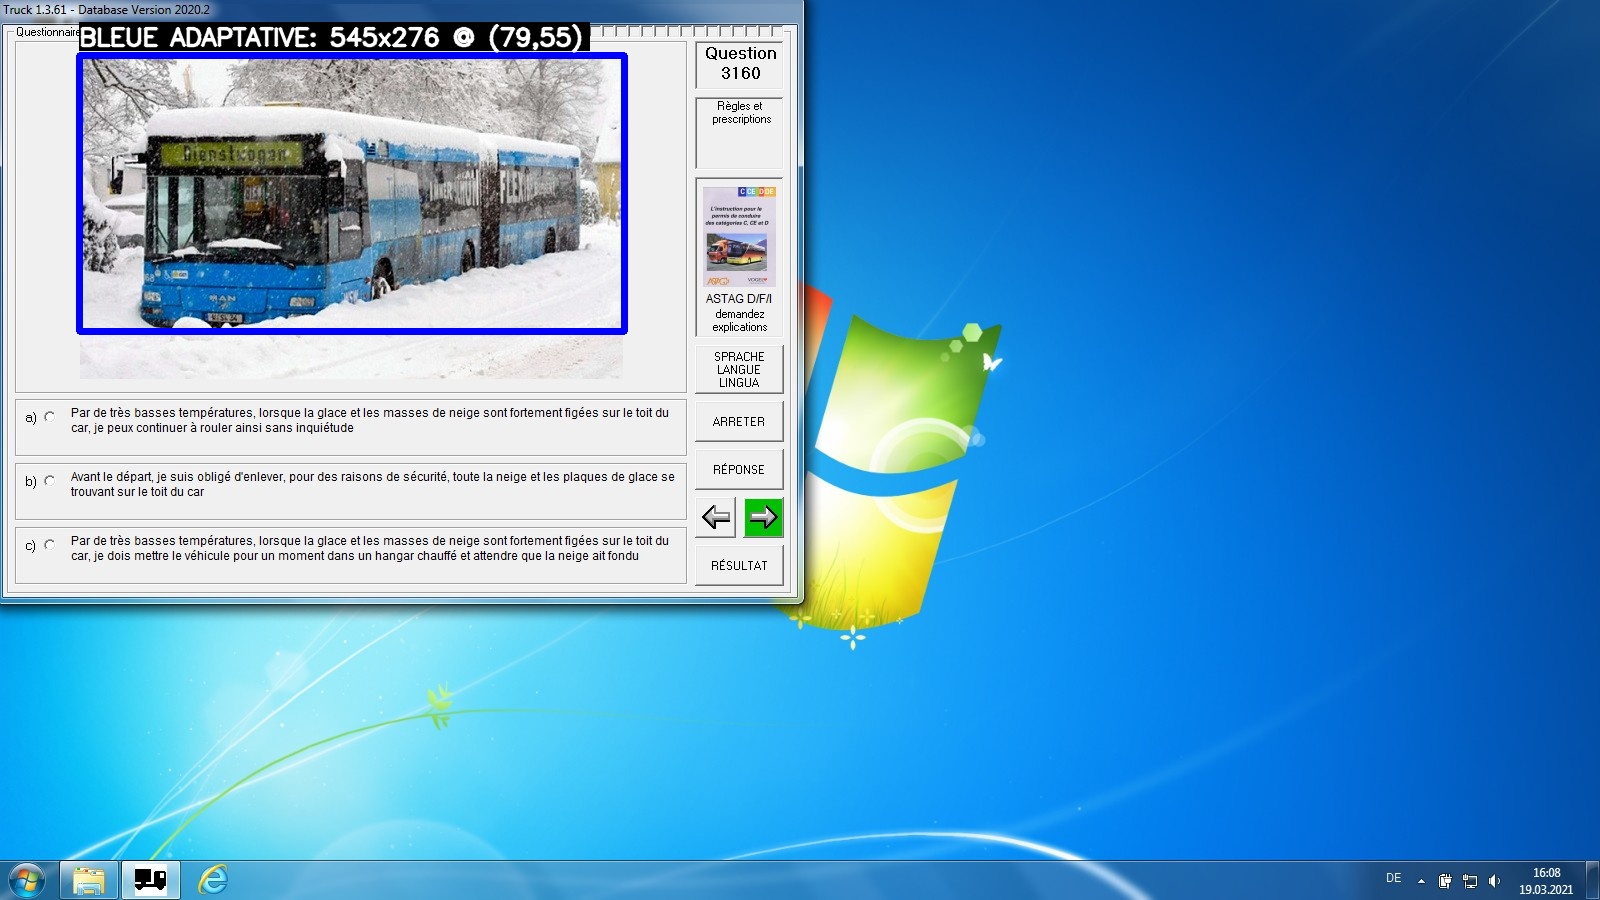 Truck 1.3.61 - Database Version 2020.2
Questionnaire
BLEUE ADAPTATIVE: 545x276 @ (79,55)
Dienstwagen
MAN
Question
3160
Règles et
prescriptions
C CE D DE
L'instruction pour le
permis de conduire
des catégories C, CE et D
ASTAG D/F/I
demandez
explications
SPRACHE
LANGUE
LINGUA
a) Par de très basses températures, lorsque la glace et les masses de neige sont fortement figées sur le toit du
car, je peux continuer à rouler ainsi sans inquiétude
ARRETER
b) Avant le départ, je suis obligé d'enlever, pour des raisons de sécurité, toute la neige et les plaques de glace se
trouvant sur le toit du car
RÉPONSE
c) Par de très basses températures, lorsque la glace et les masses de neige sont fortement figées sur le toit du
car, je dois mettre le véhicule pour un moment dans un hangar chauffé et attendre que la neige ait fondu
RÉSULTAT
DE
16:08
19.03.2021